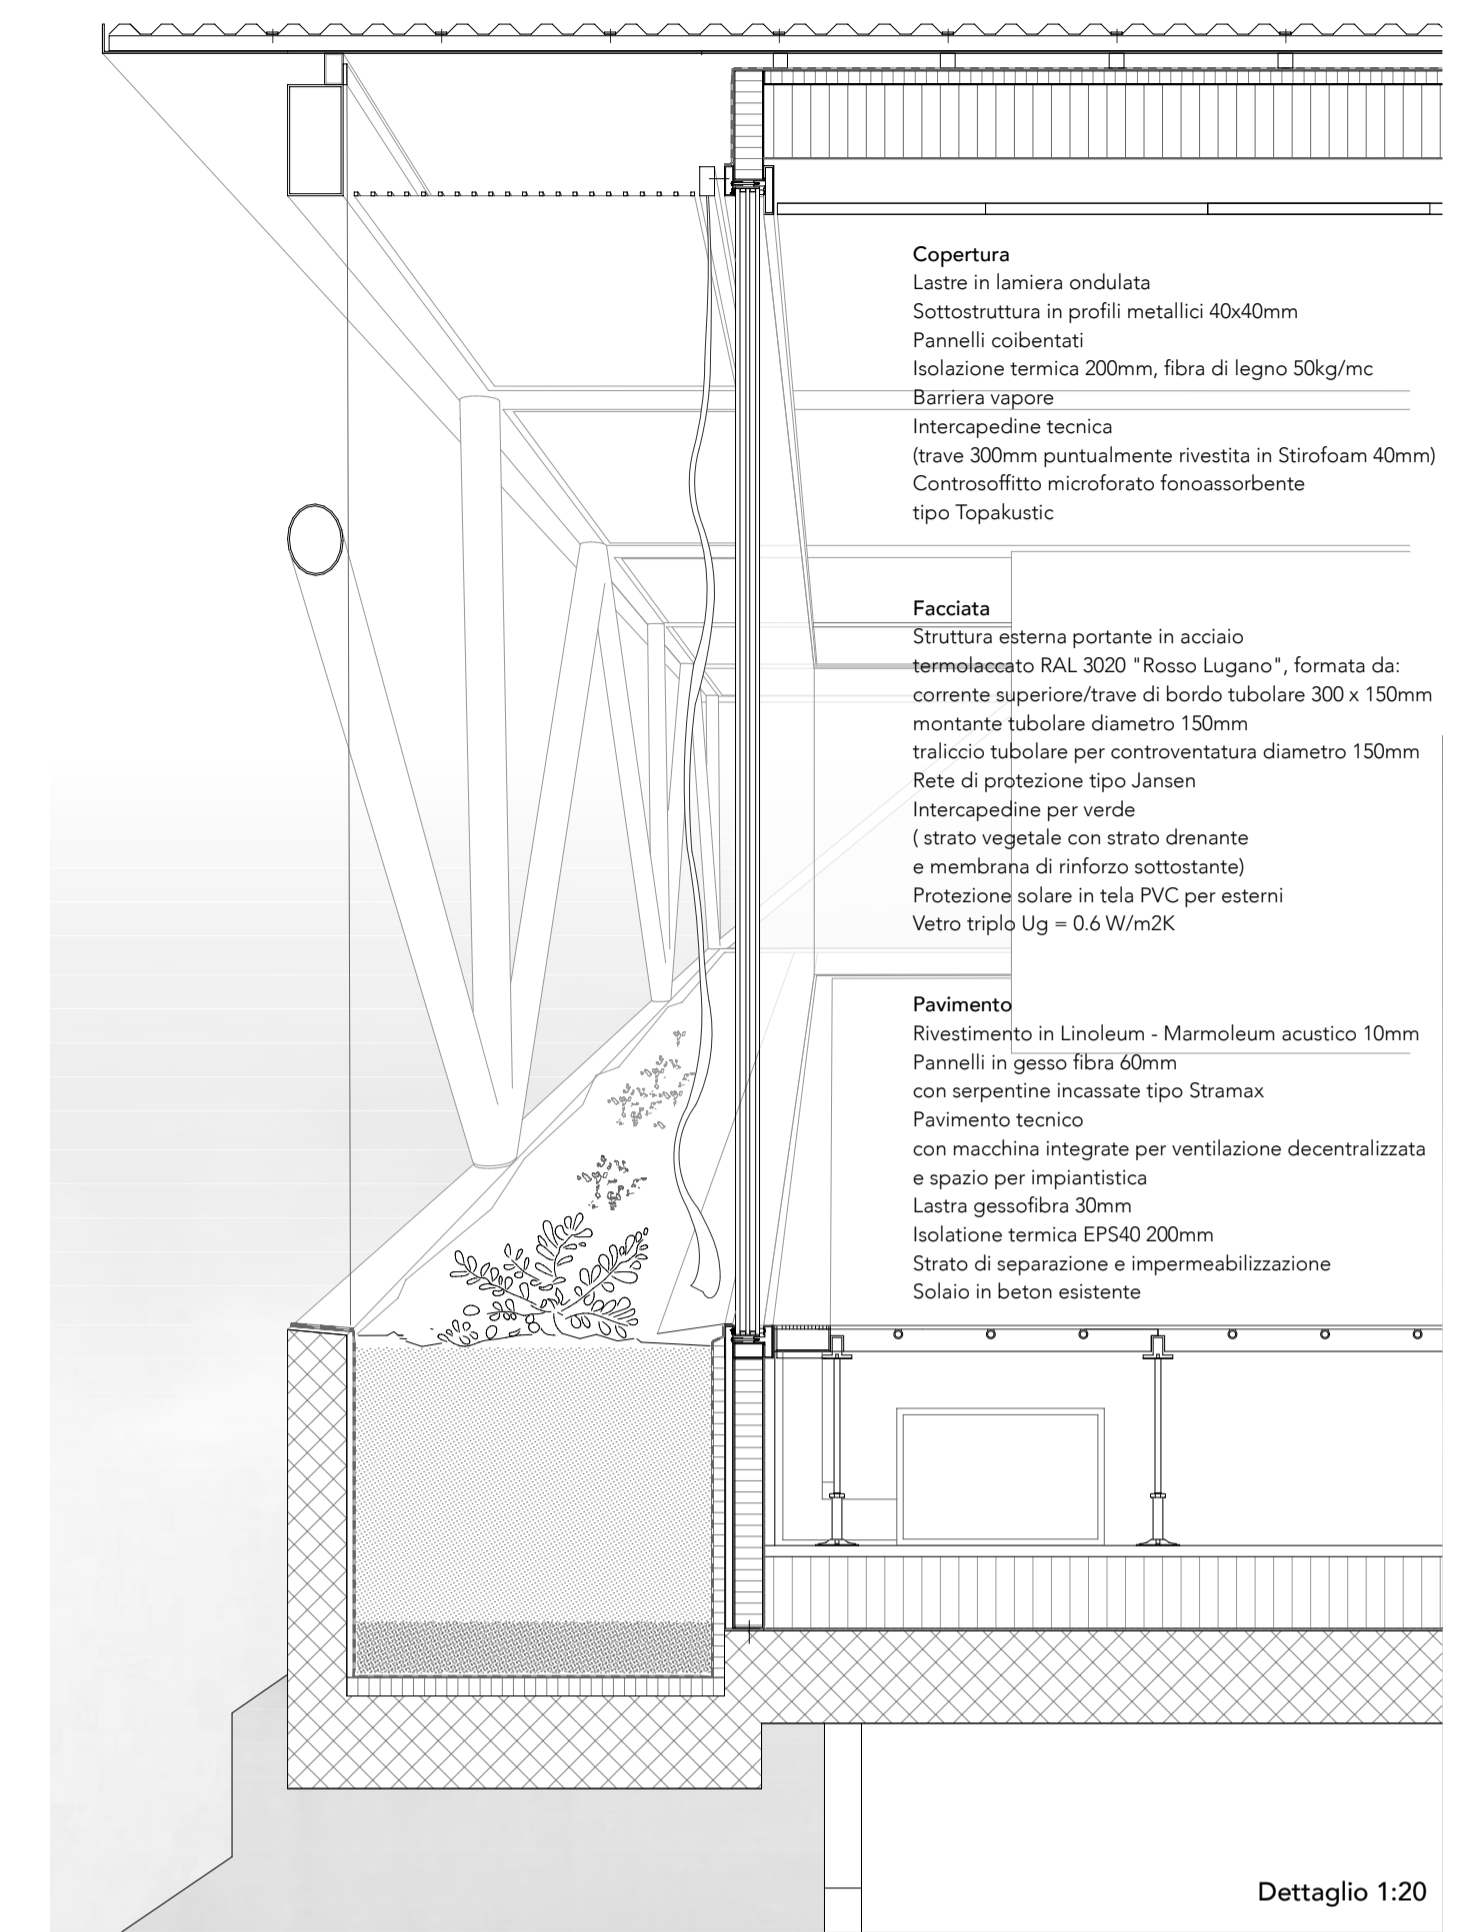 Copertura
Lastre in lamiera ondulata
Sottostruttura in profili metallici 40x40mm
Pannelli coibentati
Isolazione termica 200mm, fibra di legno 50kg/mc
Barriera vapore
Intercapedine tecnica
(trave 300mm puntualmente rivestita in Stirofoam 40mm)
Controsoffitto microforato fonoassorbente
tipo Topakustic
Facciata
Struttura esterna portante in acciaio
termolaccato RAL 3020 "Rosso Lugano", formata da:
corrente superiore/trave di bordo tubolare 300 x 150mm
montante tubolare diametro 150mm
traliccio tubolare per controventatura diametro 150mm
Rete di protezione tipo Jansen
Intercapedine per verde
( strato vegetale con strato drenante
e membrana di rinforzo sottostante)
Protezione solare in tela PVC per esterni
Vetro triplo Ug = 0.6 W/m2K
Pavimento
Rivestimento in Linoleum - Marmoleum acustico 10mm
Pannelli in gesso fibra 60mm
con serpentine incassate tipo Stramax
Pavimento tecnico
con macchina integrate per ventilazione decentralizzata
e spazio per impiantistica
Lastra gessofibra 30mm
Isolatione termica EPS40 200mm
Strato di separazione e impermeabilizzazione
Solaio in beton esistente
Dettaglio 1:20